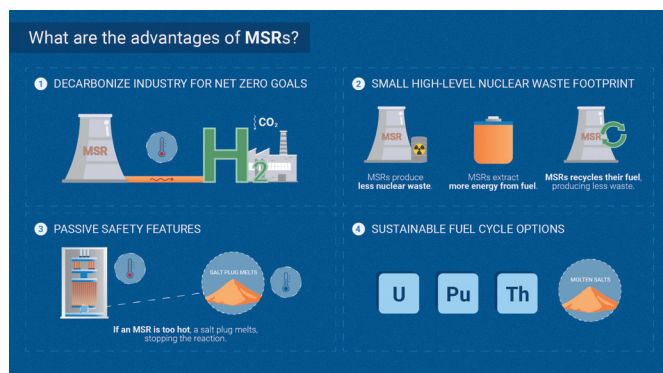 What are the advantages of MSRs?
1 DECARBONIZE INDUSTRY FOR NET ZERO GOALS
MSR
H2
CO2
2 SMALL HIGH-LEVEL NUCLEAR WASTE FOOTPRINT
MSR
MSRs produce
less nuclear waste.
MSRs extract
more energy from fuel.
MSR
MSRs recycles their fuel,
producing less waste.
3 PASSIVE SAFETY FEATURES
SALT PLUG MELTS
If an MSR is too hot, a salt plug melts,
stopping the reaction.
4 SUSTAINABLE FUEL CYCLE OPTIONS
U
Pu
Th
MOLTEN SALTS